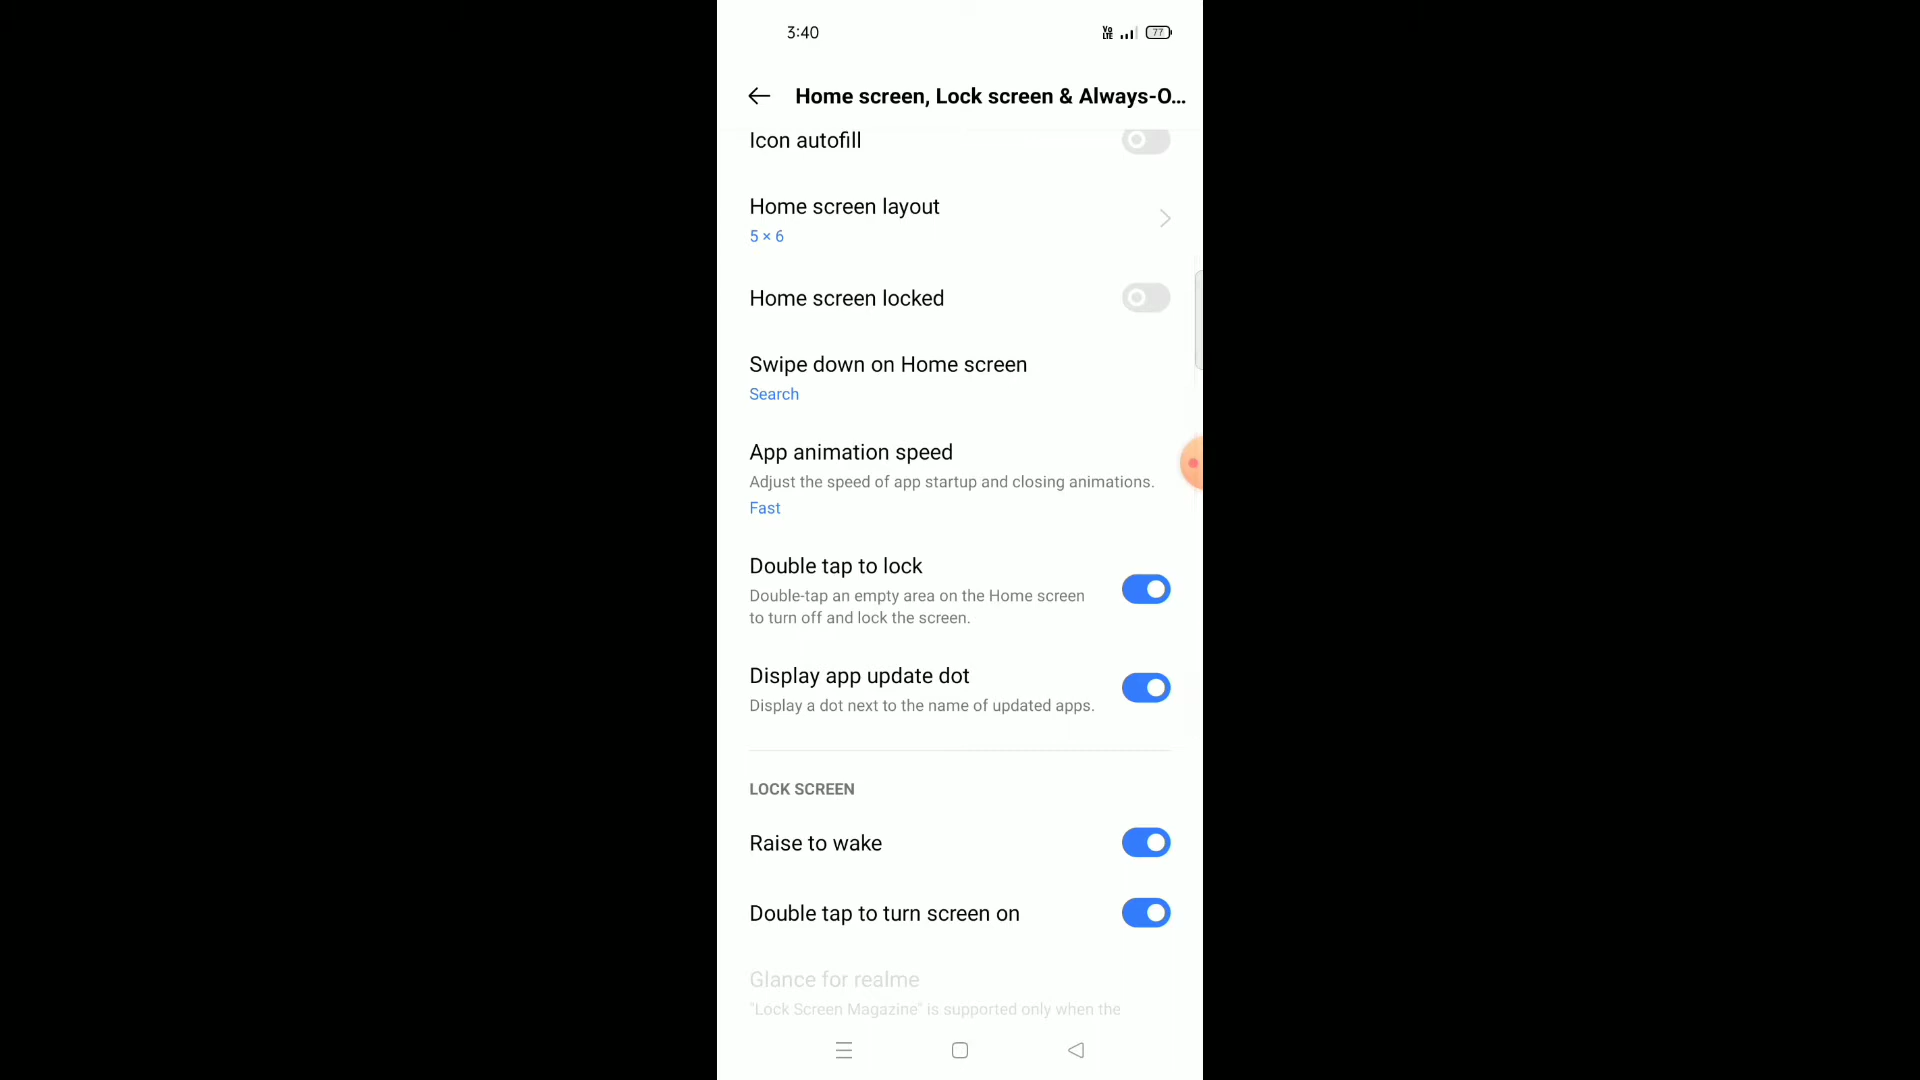 3:40
Vo
LTE
77
Home screen, Lock screen & Always-O...
Icon autofill
Home screen layout
5 × 6
Home screen locked
Swipe down on Home screen
Search
App animation speed
Adjust the speed of app startup and closing animations.
Fast
Double tap to lock
Double-tap an empty area on the Home screen
to turn off and lock the screen.
Display app update dot
Display a dot next to the name of updated apps.
LOCK SCREEN
Raise to wake
Double tap to turn screen on
Glance for realme
"Lock Screen Magazine" is supported only when the